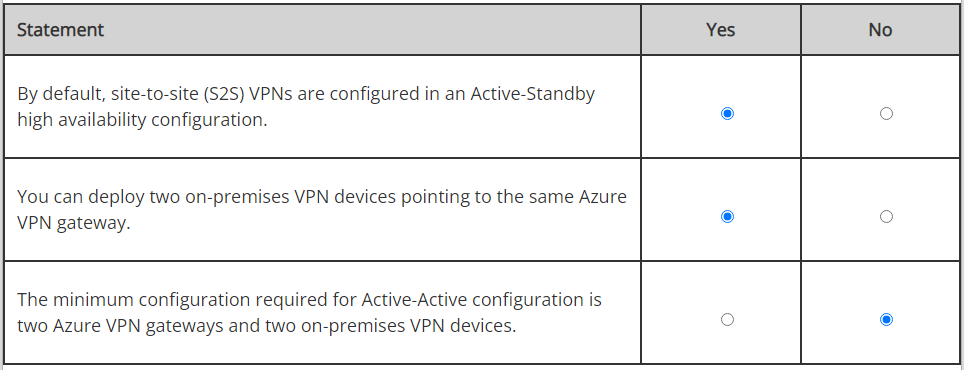 Statement Yes No
By default, site-to-site (S2S) VPNs are configured in an Active-Standby
high availability configuration.
You can deploy two on-premises VPN devices pointing to the same Azure
VPN gateway.
The minimum configuration required for Active-Active configuration is
two Azure VPN gateways and two on-premises VPN devices.